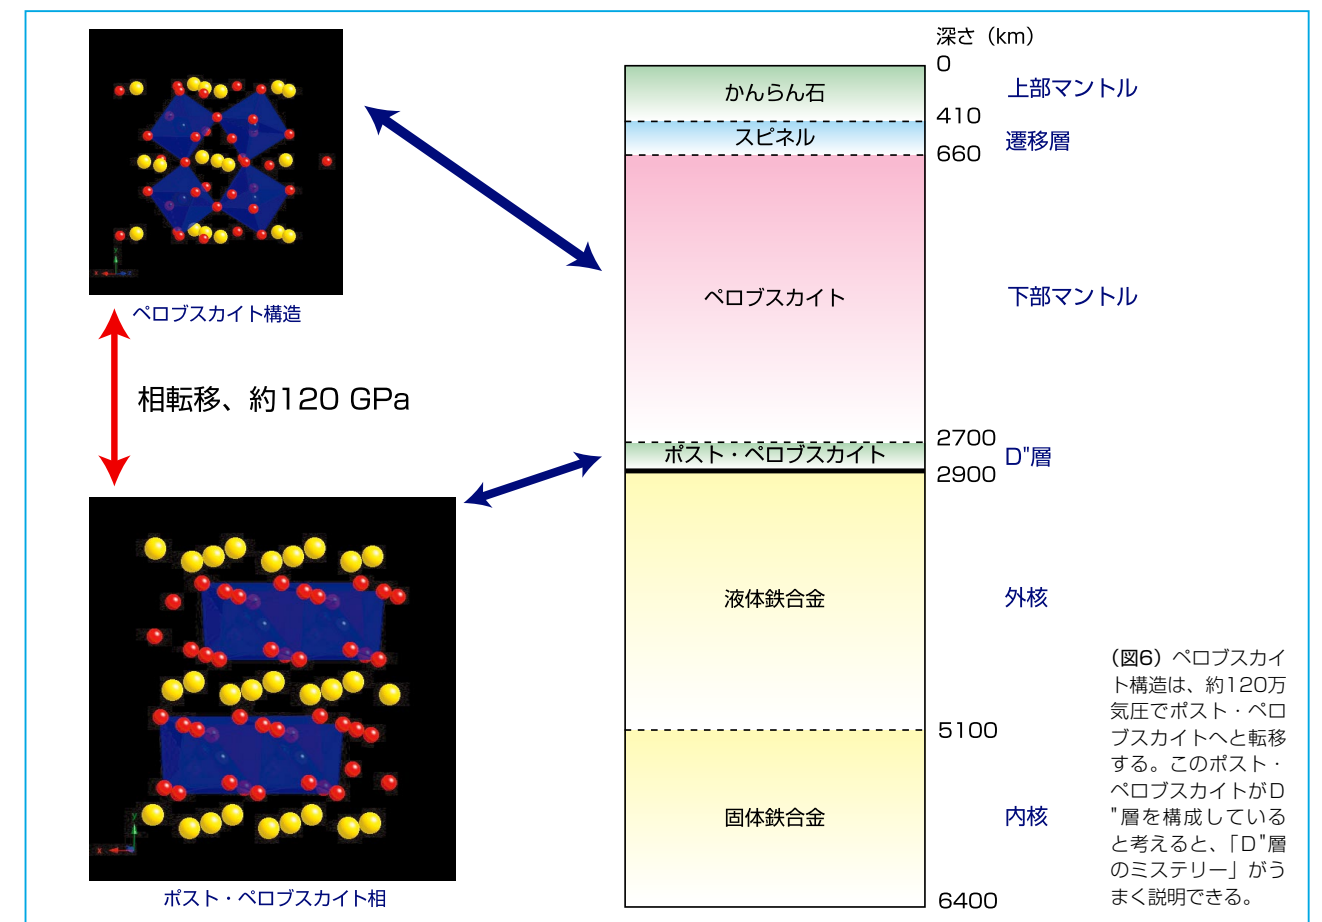 深さ（km）
0
かんらん石
上部マントル
410
スピネル
遷移層
660
ペロブスカイト
下部マントル
ペロブスカイト構造
相転移、約120 GPa
2700
ポスト・ペロブスカイト
D"層
2900
液体鉄合金
外核
5100
固体鉄合金
内核
6400
ポスト・ペロブスカイト相
（図6）ペロブスカイ
ト構造は、約120万
気圧でポスト・ペロ
ブスカイトへと転移
する。このポスト・
ペロブスカイトがD
"層を構成している
と考えると、「D"層
のミステリー」がう
まく説明できる。